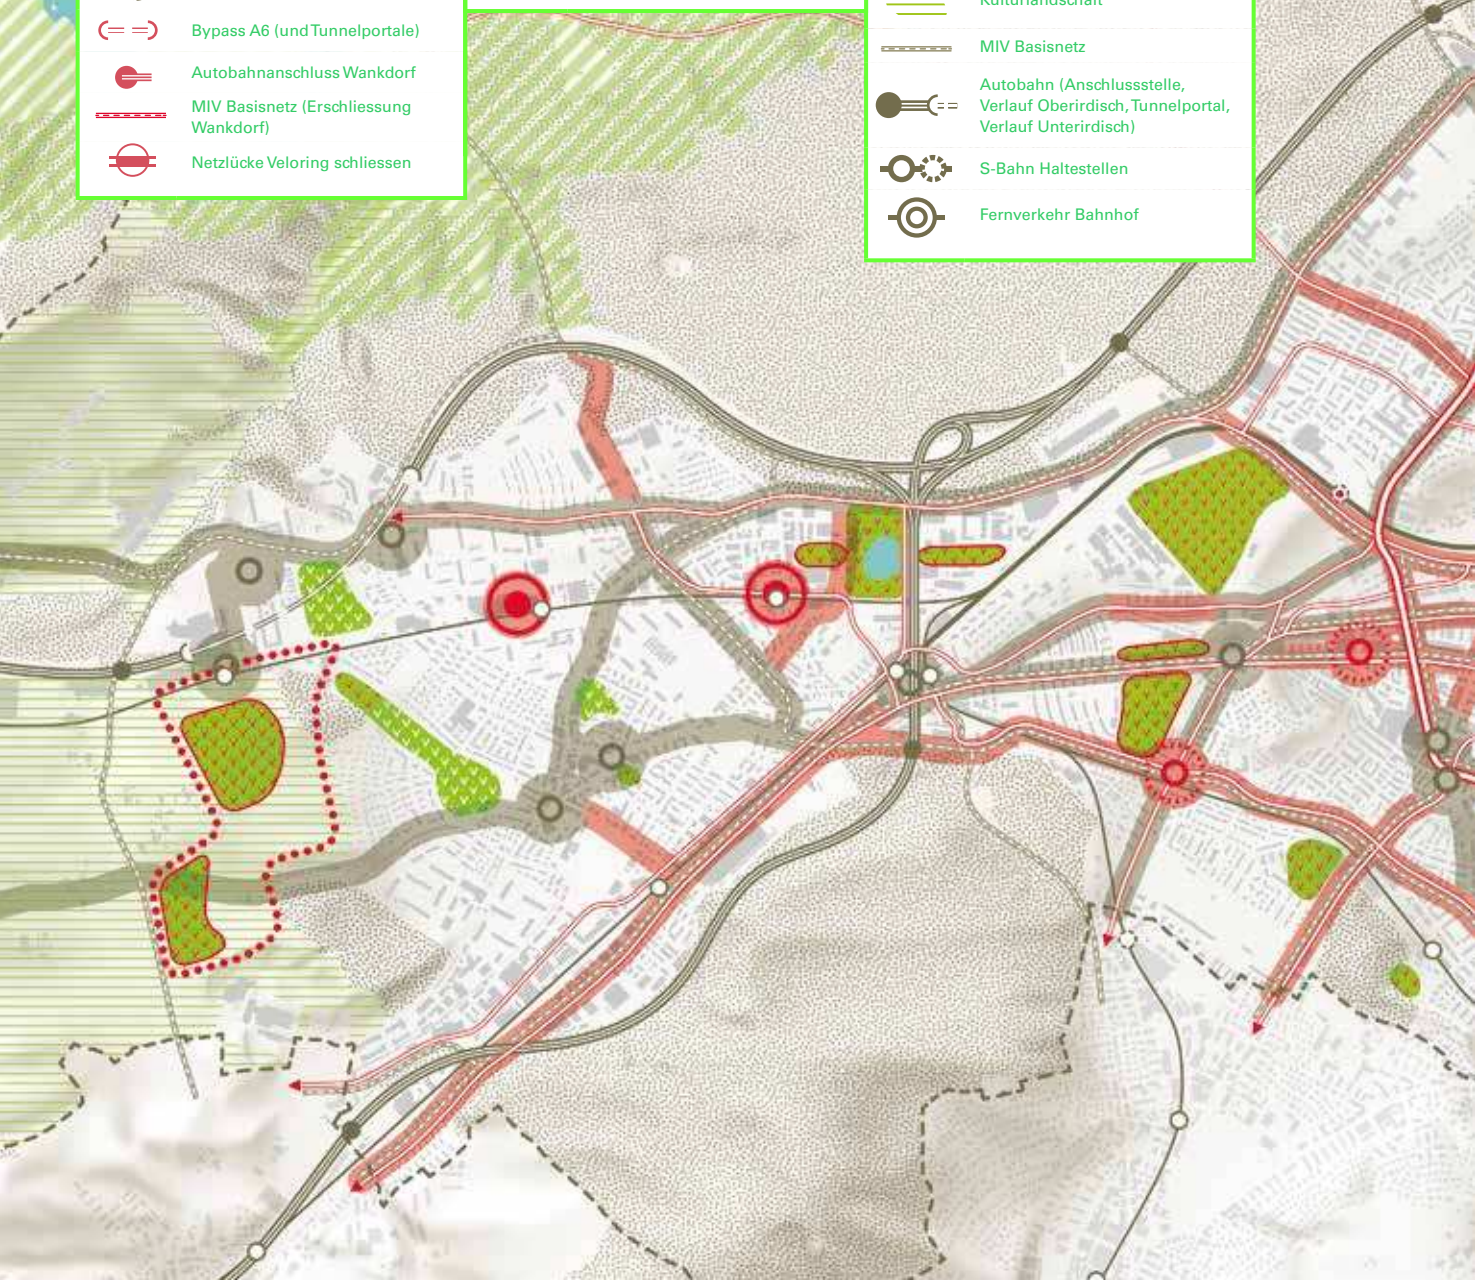 Bypass A6 (und Tunnelportale)
Autobahnanschluss Wankdorf
MIV Basisnetz (Erschliessung
Wankdorf)
Netzlücke Veloring schliessen
Kulturlandschaft
MIV Basisnetz
Autobahn (Anschlussstelle,
Verlauf Oberirdisch, Tunnelportal,
Verlauf Unterirdisch)
S-Bahn Haltestellen
Fernverkehr Bahnhof